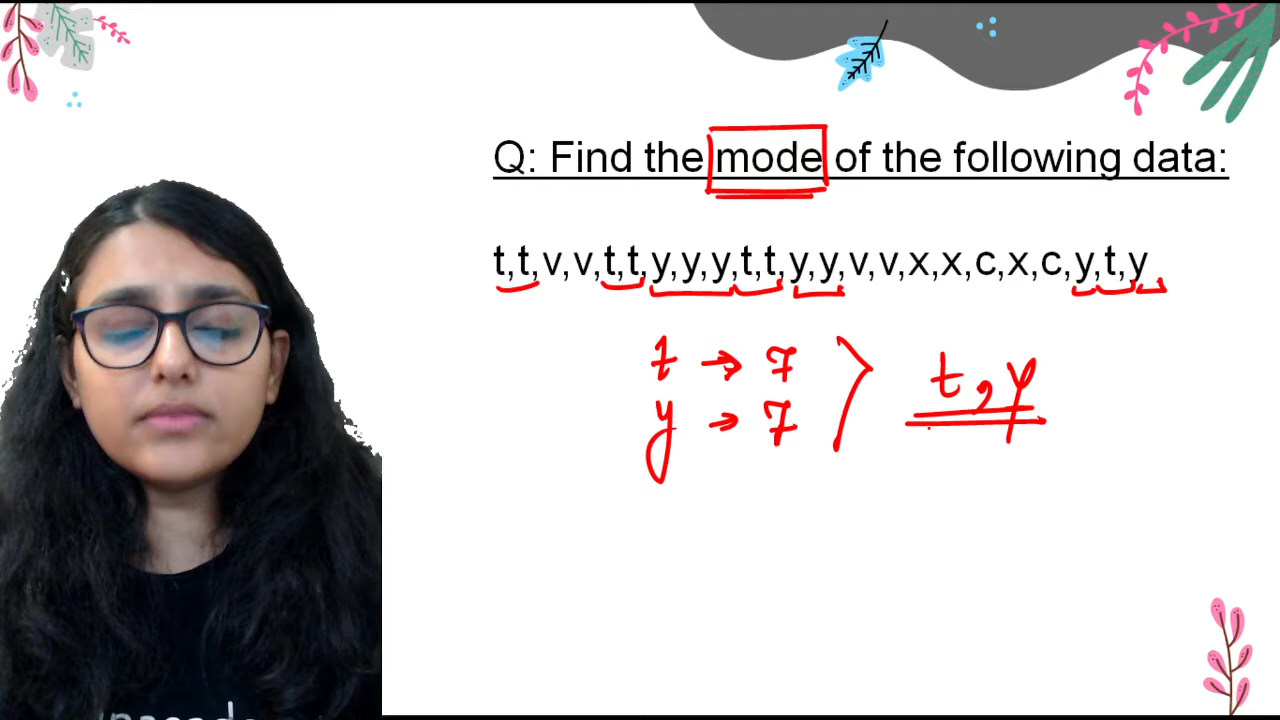 Q: Find the mode of the following data:
t,t,v,v,t,t,y,y,y,t,t,y,y,v,v,x,x,c,x,c,y,t,y
t → 7
y → 7
t, y